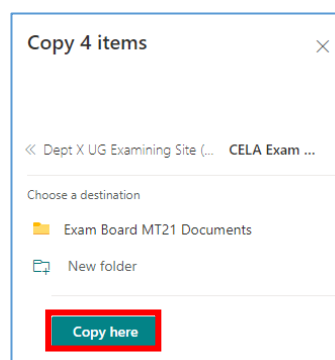 Copy 4 items
« Dept X UG Examining Site (... CELA Exam ...
Choose a destination
Exam Board MT21 Documents
New folder
Copy here